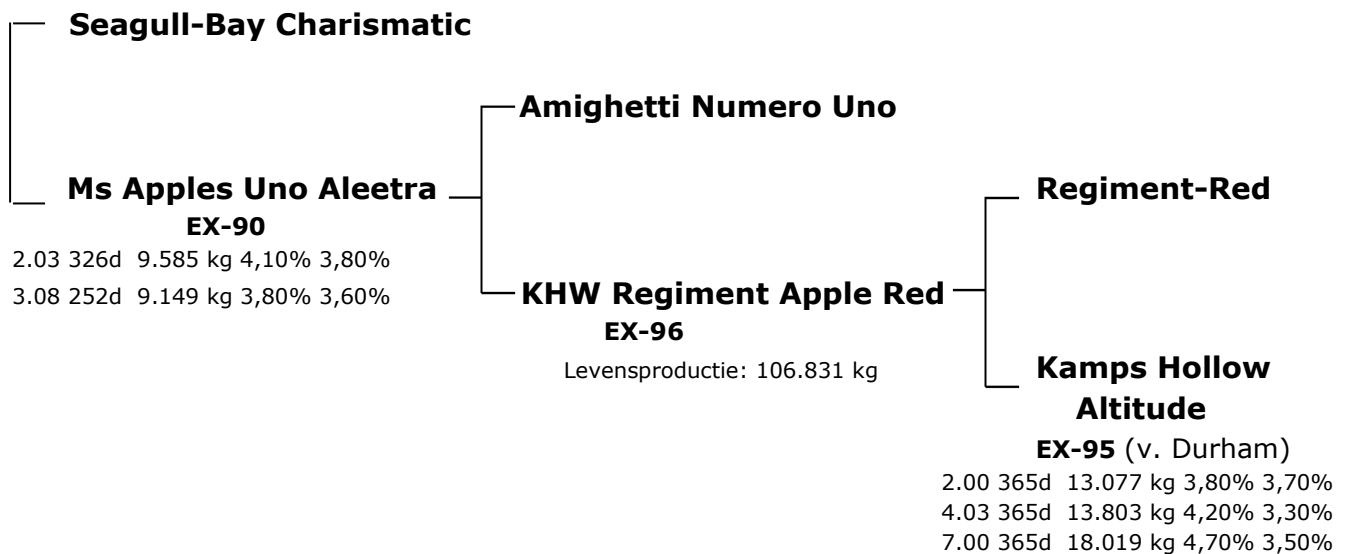 Seagull-Bay Charismatic
Amighetti Numero Uno
Ms Apples Uno Aleetra
EX-90
2.03 326d 9.585 kg 4,10% 3,80%
3.08 252d 9.149 kg 3,80% 3,60%
Regiment-Red
KHW Regiment Apple Red
EX-96
Levensproductie: 106.831 kg
Kamps Hollow
Altitude
EX-95 (v. Durham)
2.00 365d 13.077 kg 3,80% 3,70%
4.03 365d 13.803 kg 4,20% 3,30%
7.00 365d 18.019 kg 4,70% 3,50%